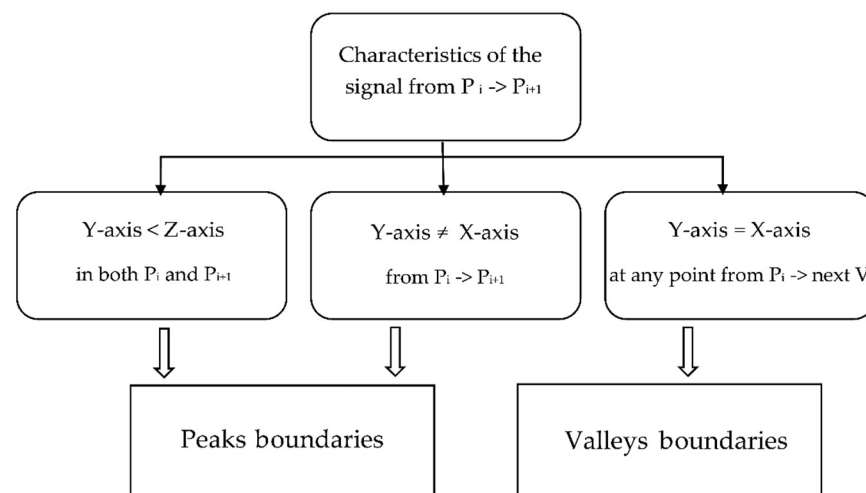 Characteristics of the
signal from P i -> Pi+1
Y-axis < Z-axis
in both Pi and Pi+1
Y-axis ≠ X-axis
from Pi -> Pi+1
Y-axis = X-axis
at any point from Pi -> next V
Peaks boundaries
Valleys boundaries